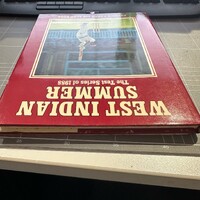 WEST INDIAN
SUMMER
The Test Series of 1988